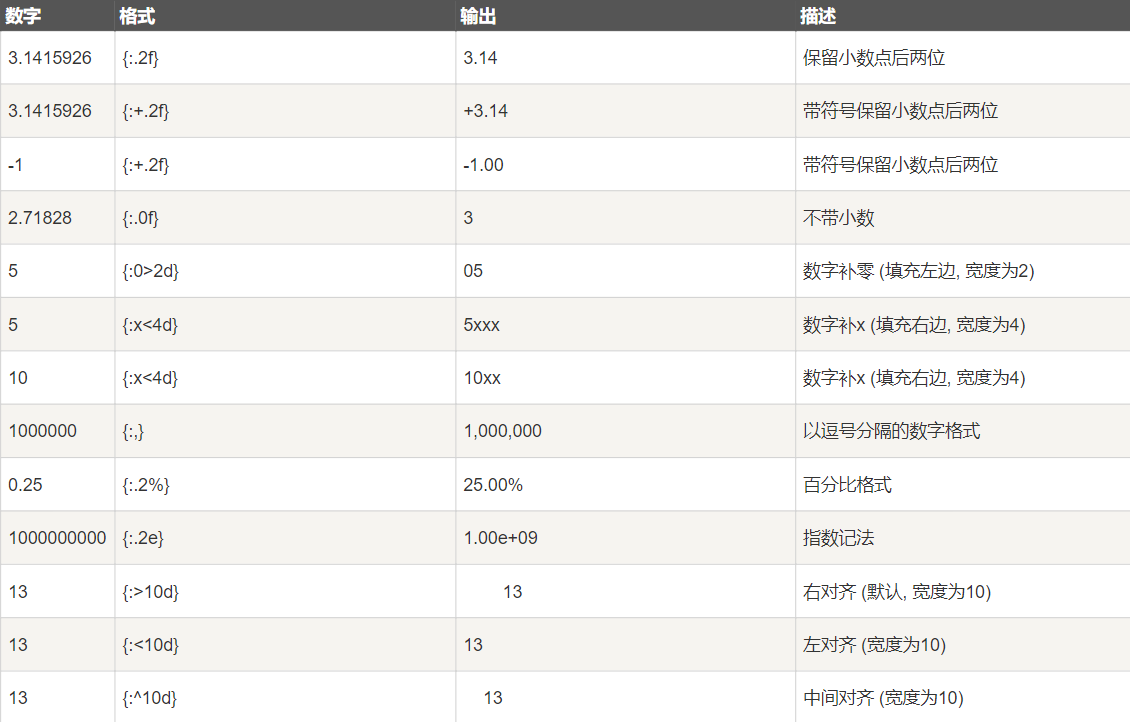 数字 格式 输出 描述
3.1415926 {:.2f} 3.14 保留小数点后两位
3.1415926 {:+.2f} +3.14 带符号保留小数点后两位
-1 {:+.2f} -1.00 带符号保留小数点后两位
2.71828 {:.0f} 3 不带小数
5 {:0>2d} 05 数字补零 (填充左边, 宽度为2)
5 {:x<4d} 5xxx 数字补x (填充右边, 宽度为4)
10 {:x<4d} 10xx 数字补x (填充右边, 宽度为4)
1000000 {:,} 1,000,000 以逗号分隔的数字格式
0.25 {:.2%} 25.00% 百分比格式
1000000000 {:.2e} 1.00e+09 指数记法
13 {:>10d} 13 右对齐 (默认, 宽度为10)
13 {:<10d} 13 左对齐 (宽度为10)
13 {:^10d} 13 中间对齐 (宽度为10)